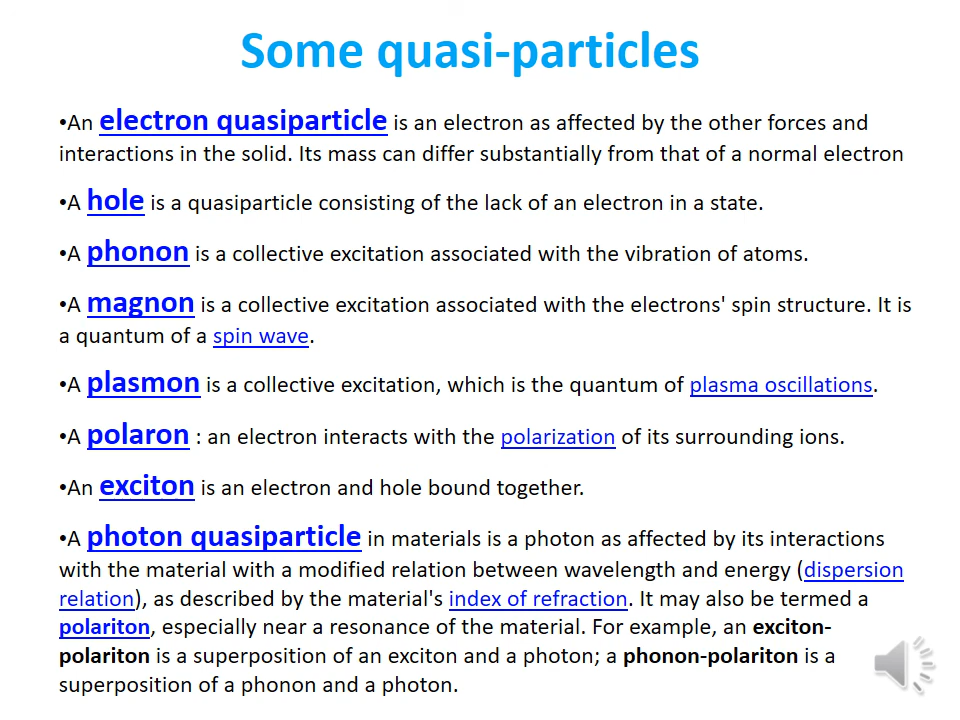 Some quasi-particles
•An electron quasiparticle is an electron as affected by the other forces and
interactions in the solid. Its mass can differ substantially from that of a normal electron
•A hole is a quasiparticle consisting of the lack of an electron in a state.
•A phonon is a collective excitation associated with the vibration of atoms.
•A magnon is a collective excitation associated with the electrons' spin structure. It is
a quantum of a spin wave.
•A plasmon is a collective excitation, which is the quantum of plasma oscillations.
•A polaron : an electron interacts with the polarization of its surrounding ions.
•An exciton is an electron and hole bound together.
•A photon quasiparticle in materials is a photon as affected by its interactions
with the material with a modified relation between wavelength and energy (dispersion
relation), as described by the material's index of refraction. It may also be termed a
polariton, especially near a resonance of the material. For example, an exciton-
polariton is a superposition of an exciton and a photon; a phonon-polariton is a
superposition of a phonon and a photon.